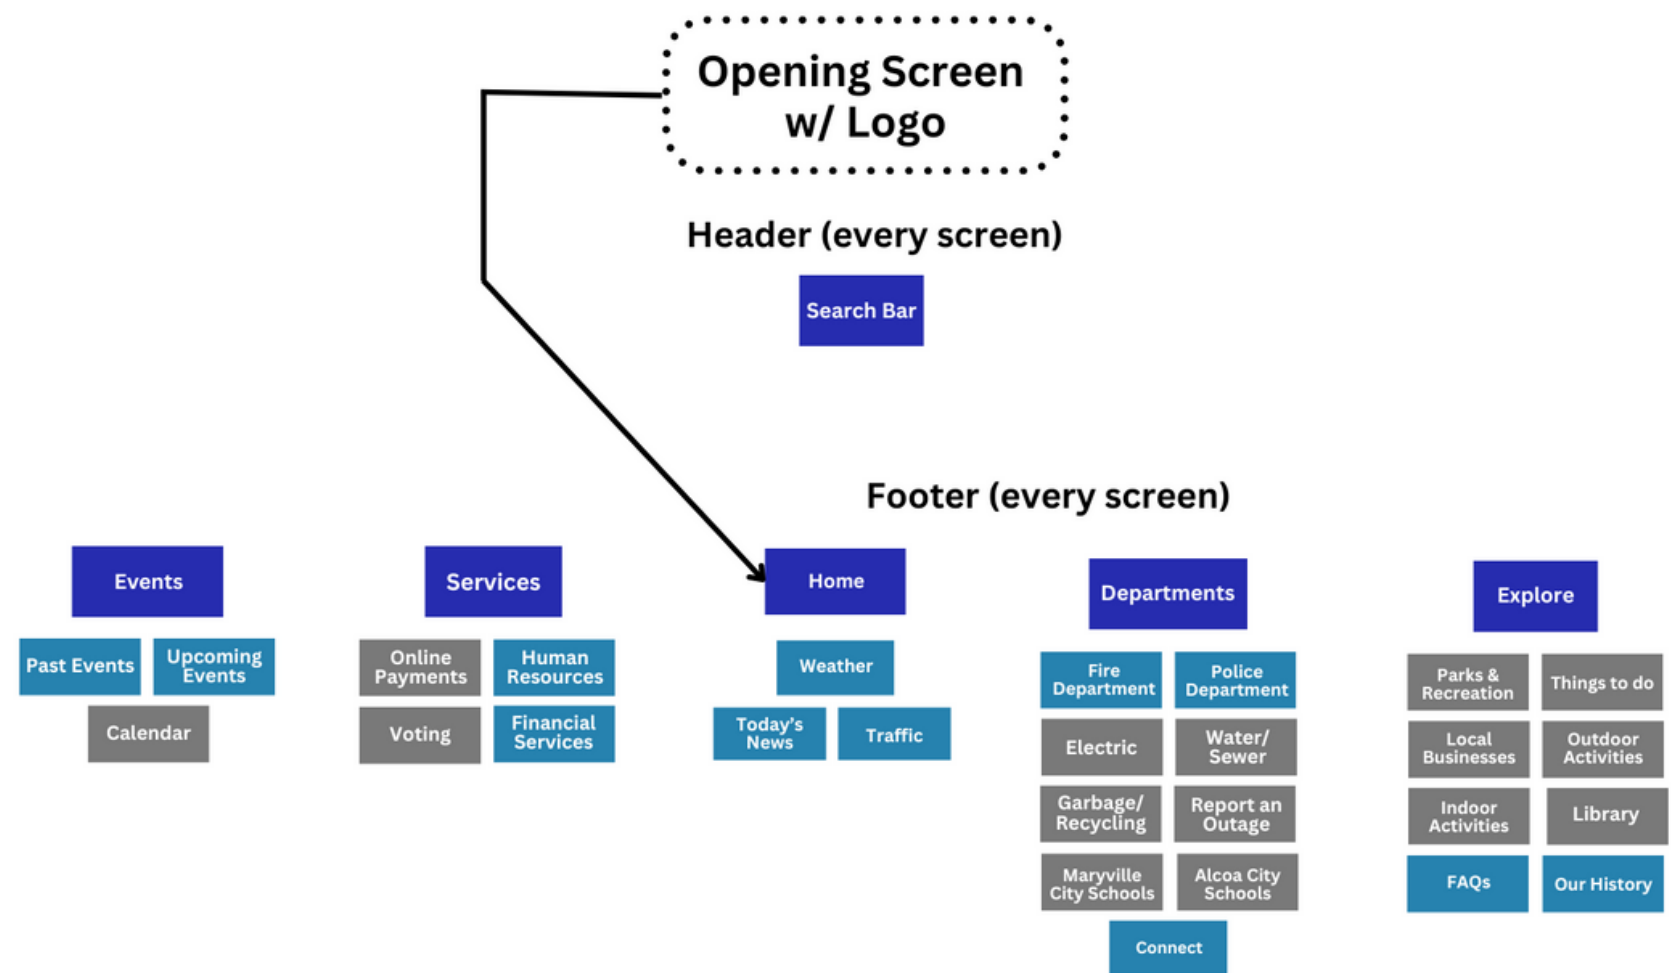 Opening Screen
w/ Logo
Header (every screen)
Search Bar
Footer (every screen)
Events
Past Events
Upcoming
Events
Calendar
Services
Online
Payments
Human
Resources
Voting
Financial
Services
Home
Weather
Today's
News
Traffic
Departments
Fire
Department
Police
Department
Electric
Water/
Sewer
Garbage/
Recycling
Report an
Outage
Maryville
City Schools
Alcoa City
Schools
Connect
Explore
Parks &
Recreation
Things to do
Local
Businesses
Outdoor
Activities
Indoor
Activities
Library
FAQs
Our History